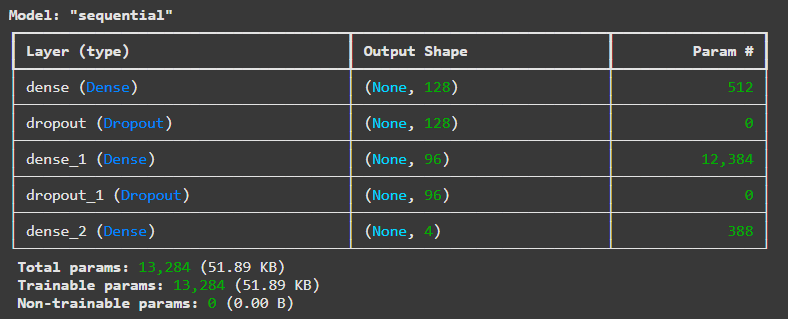 Model: "sequential"
Layer (type) Output Shape Param #
dense (Dense) (None, 128) 512
dropout (Dropout) (None, 128) 0
dense_1 (Dense) (None, 96) 12,384
dropout_1 (Dropout) (None, 96) 0
dense_2 (Dense) (None, 4) 388
Total params: 13,284 (51.89 KB)
Trainable params: 13,284 (51.89 KB)
Non-trainable params: 0 (0.00 B)